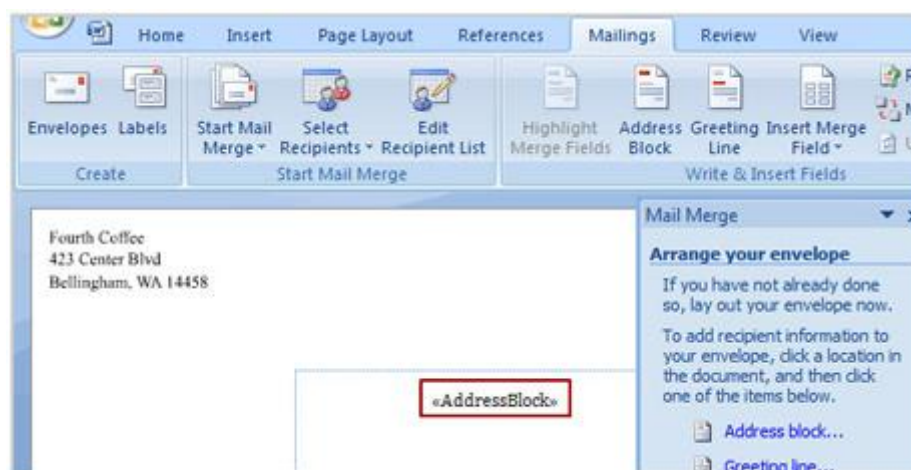 Home Insert Page Layout References Mailings Review View
Envelopes Labels Start Mail Merge Select Recipients Edit Recipient List Highlight Merge Fields Address Block Greeting Line Insert Merge Field
Create Start Mail Merge Write & Insert Fields
Fourth Coffee
423 Center Blvd
Bellingham, WA 14458
«AddressBlock»
Mail Merge
Arrange your envelope
If you have not already done
so, lay out your envelope now.
To add recipient information to
your envelope, click a location in
the document, and then click
one of the items below.
Address block...
Greeting line...